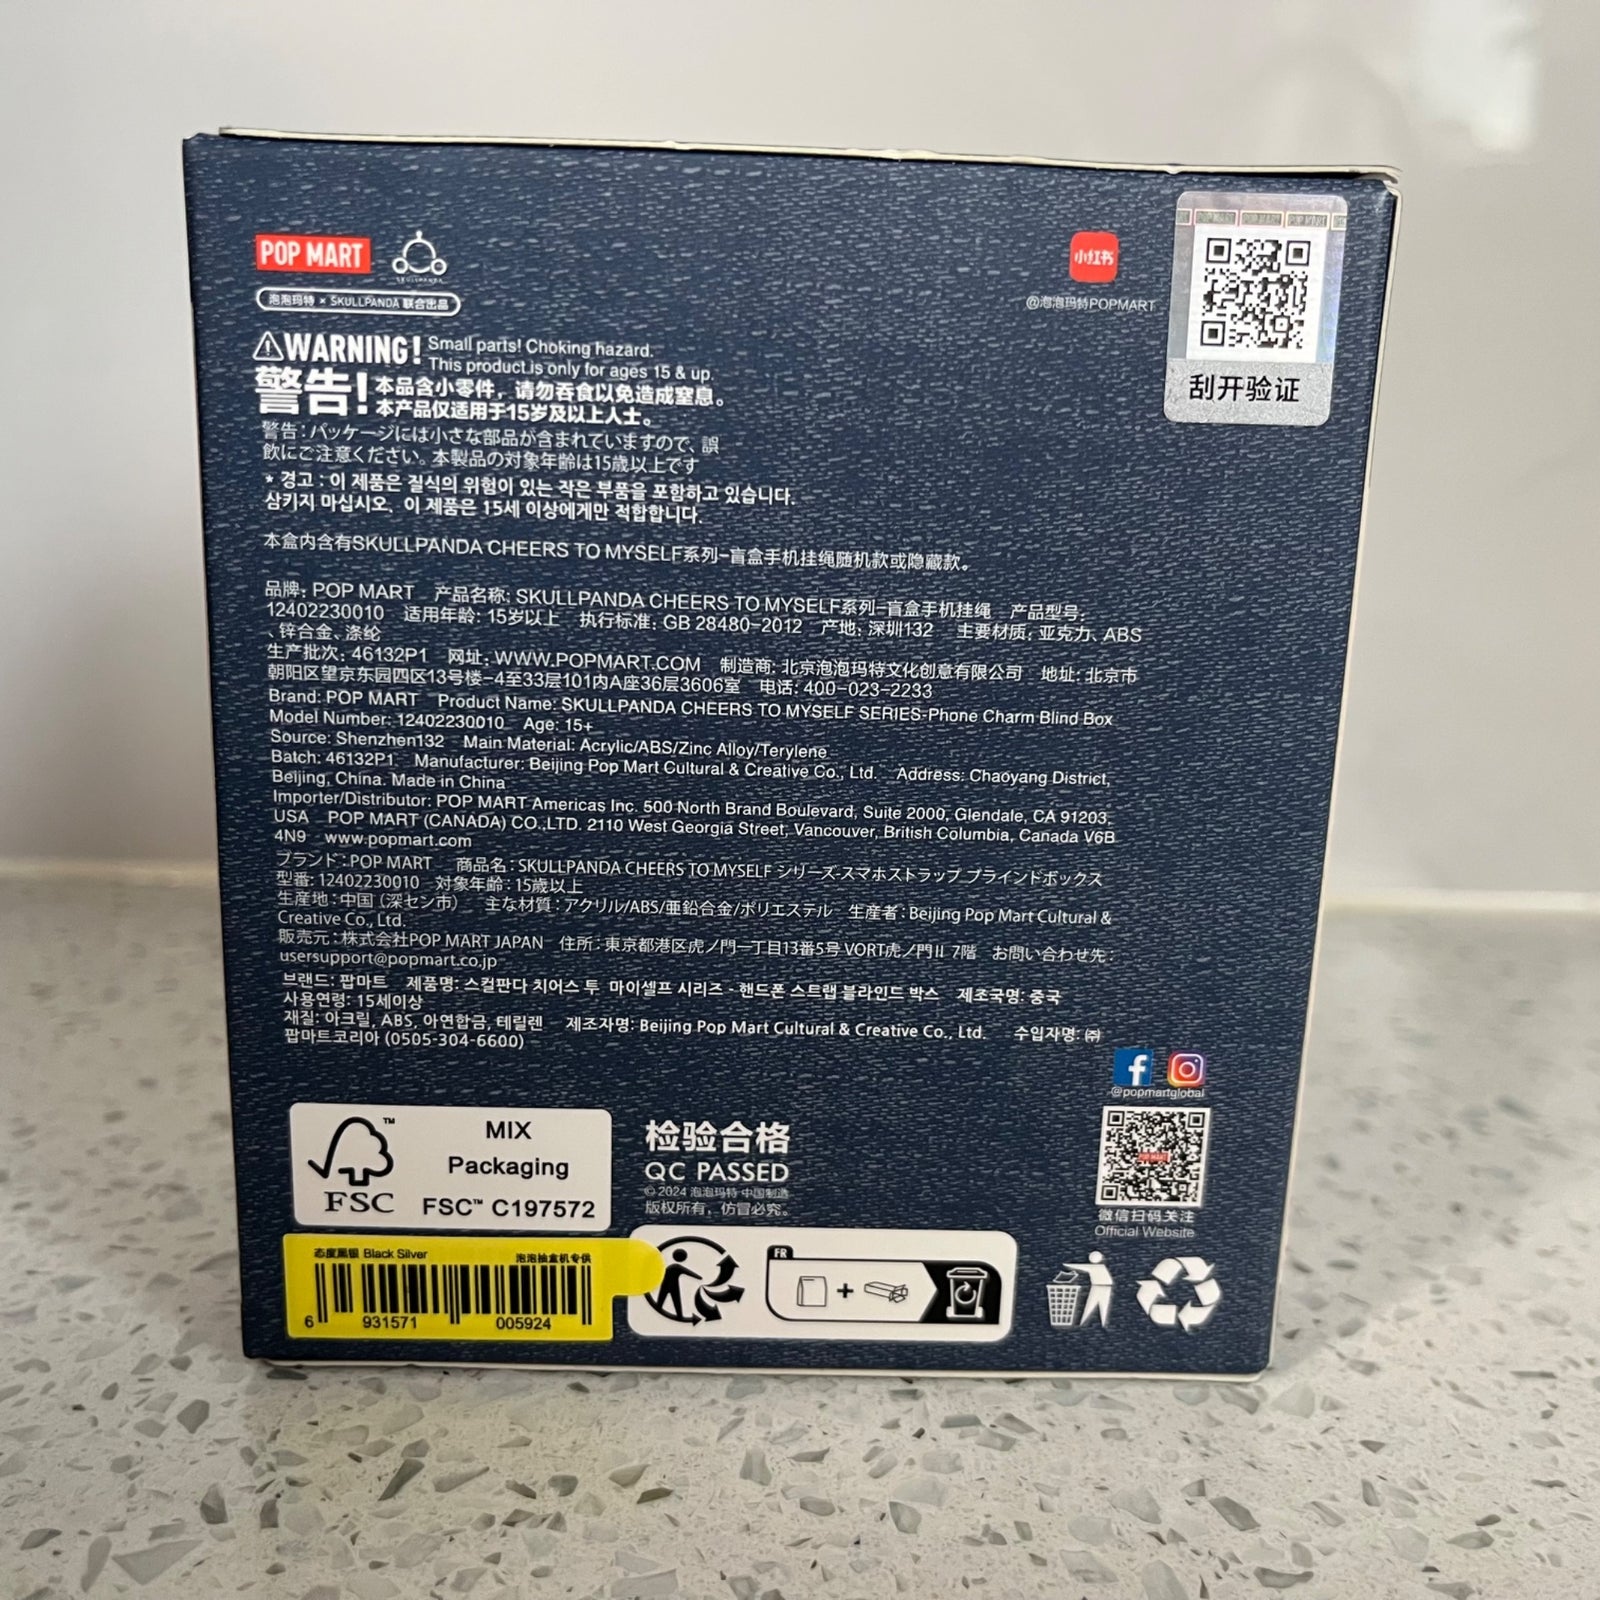 POP MART
SKULLPANDA
泡泡玛特 × SKULLPANDA 联合出品
小红书
@泡泡玛特POPMART
POP MART POP MART POP MART
刮开验证
WARNING! Small parts! Choking hazard.
This product is only for ages 15 & up.
警告! 本品含小零件，请勿吞食以免造成窒息。
本产品仅适用于15岁及以上人士。
警告：パッケージには小さな部品が含まれていますので、誤
飲にご注意ください。本製品の対象年齢は15歳以上です
* 경고 : 이 제품은 질식의 위험이 있는 작은 부품을 포함하고 있습니다.
삼키지 마십시오、이 제품은 15세 이상에게만 적합합니다.
本盒内含有SKULLPANDA CHEERS TO MYSELF系列-盲盒手机挂绳随机款或隐藏款。
品牌: POP MART 产品名称: SKULLPANDA CHEERS TO MYSELF系列-盲盒手机挂绳 产品型号:
12402230010 适用年龄: 15岁以上 执行标准: GB 28480-2012 产地: 深圳132 主要材质: 亚克力、ABS
、锌合金、涤纶
生产批次: 46132P1 网址: WWW.POPMART.COM 制造商: 北京泡泡玛特文化创意有限公司 地址: 北京市
朝阳区望京东园四区13号楼-4至33层101内A座36层3606室 电话: 400-023-2233
Brand: POP MART Product Name: SKULLPANDA CHEERS TO MYSELF SERIES-Phone Charm Blind Box
Model Number: 12402230010 Age: 15+
Source: Shenzhen132 Main Material: Acrylic/ABS/Zinc Alloy/Terylene
Batch: 46132P1 Manufacturer: Beijing Pop Mart Cultural & Creative Co., Ltd. Address: Chaoyang District,
Beijing, China. Made in China
Importer/Distributor: POP MART Americas Inc. 500 North Brand Boulevard, Suite 2000, Glendale, CA 91203,
USA POP MART (CANADA) CO.,LTD. 2110 West Georgia Street, Vancouver, British Columbia, Canada V6B
4N9 www.popmart.com
ブランド：POP MART 商品名：SKULLPANDA CHEERS TO MYSELF シリーズ-スマホストラップ ブラインドボックス
型番：12402230010 対象年齢：15歳以上
生産地：中国（深セン市） 主な材質：アクリル/ABS/亜鉛合金/ポリエステル 生産者：Beijing Pop Mart Cultural &
Creative Co., Ltd.
販売元：株式会社POP MART JAPAN 住所：東京都港区虎ノ門一丁目13番5号 VORT虎ノ門II 7階 お問い合わせ先：
usersupport@popmart.co.jp
브랜드: 팝마트 제품명: 스컬판다 치어스 투 마이셀프 시리즈 - 핸드폰 스트랩 블라인드 박스 제조국명: 중국
사용연령: 15세이상
재질: 아크릴, ABS, 아연합금, 테릴렌 제조자명: Beijing Pop Mart Cultural & Creative Co., Ltd. 수입자명: ㈜
팝마트코리아 (0505-304-6600)
@popmartglobal
POP MART
微信扫码关注
Official Website
FSC™
MIX
Packaging
FSC™ C197572
检验合格
QC PASSED
© 2024 泡泡玛特 中国制造
版权所有，仿冒必究。
态度黑银 Black Silver 泡泡抽盒机专供
6 931571 005924
FR